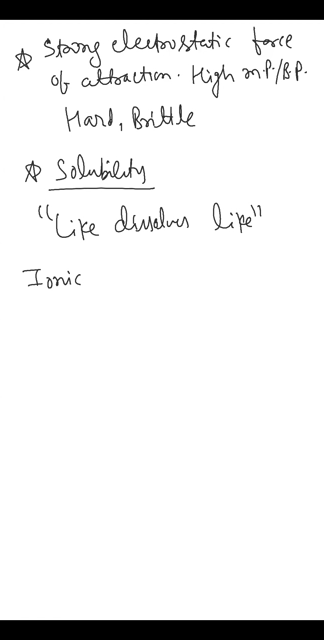 ☆ Strong electrostatic force
of attraction. High m.p./B.P.
Hard, Brittle
☆ Solubility
"Like dissolves like"
Ionic